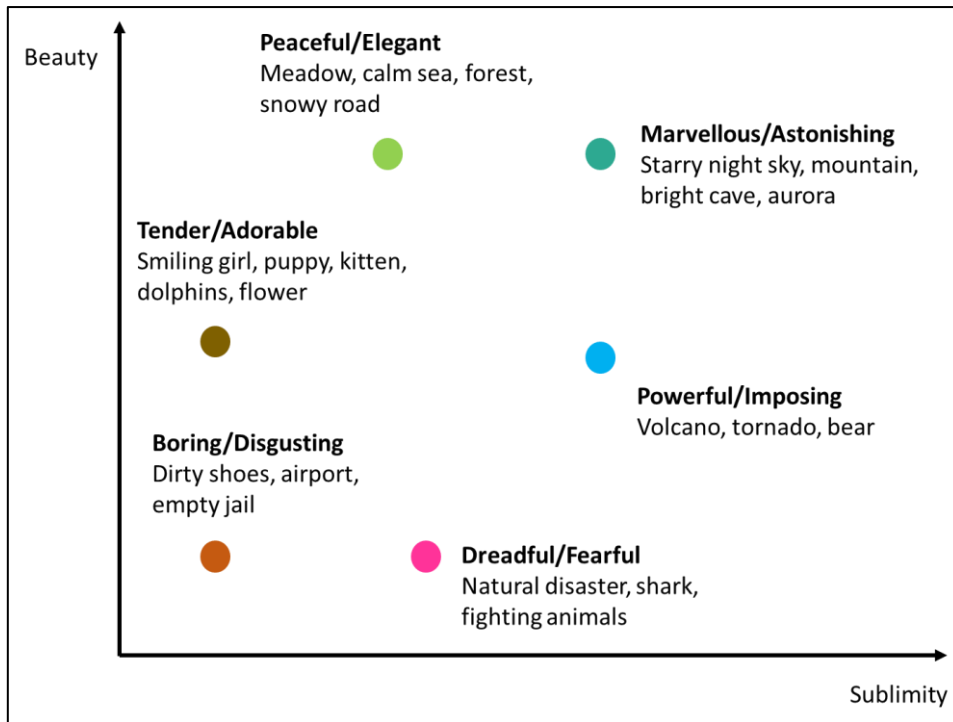 Beauty
Peaceful/Elegant
Meadow, calm sea, forest,
snowy road
Marvellous/Astonishing
Starry night sky, mountain,
bright cave, aurora
Tender/Adorable
Smiling girl, puppy, kitten,
dolphins, flower
Powerful/Imposing
Volcano, tornado, bear
Boring/Disgusting
Dirty shoes, airport,
empty jail
Dreadful/Fearful
Natural disaster, shark,
fighting animals
Sublimity